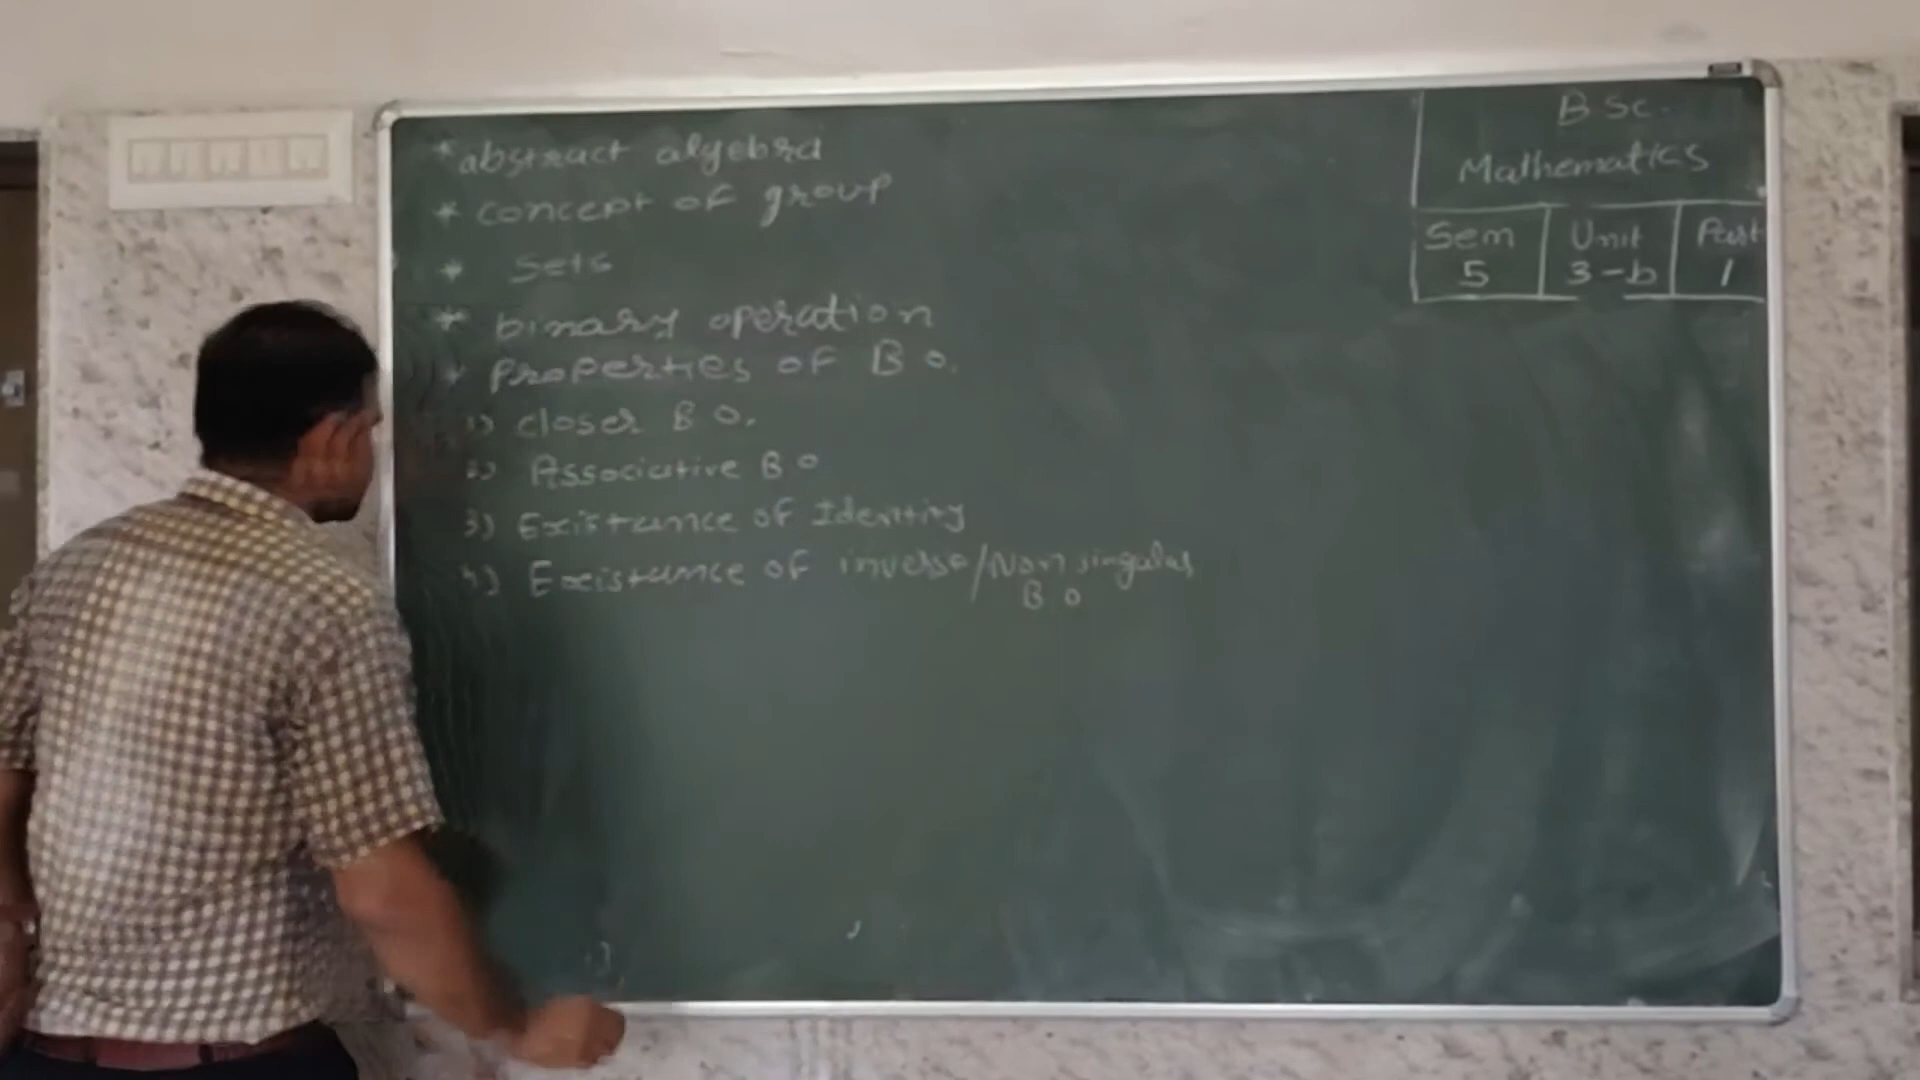 * abstract algebra
* concept of group
* Sets
* binary operation
* Properties of B O.
1) closer B O.
2) Associative B O
3) Existance of Identity
4) Existance of inverse/Non singular
B O
B Sc.
Mathematics
Sem Unit Part
5 3-b 1